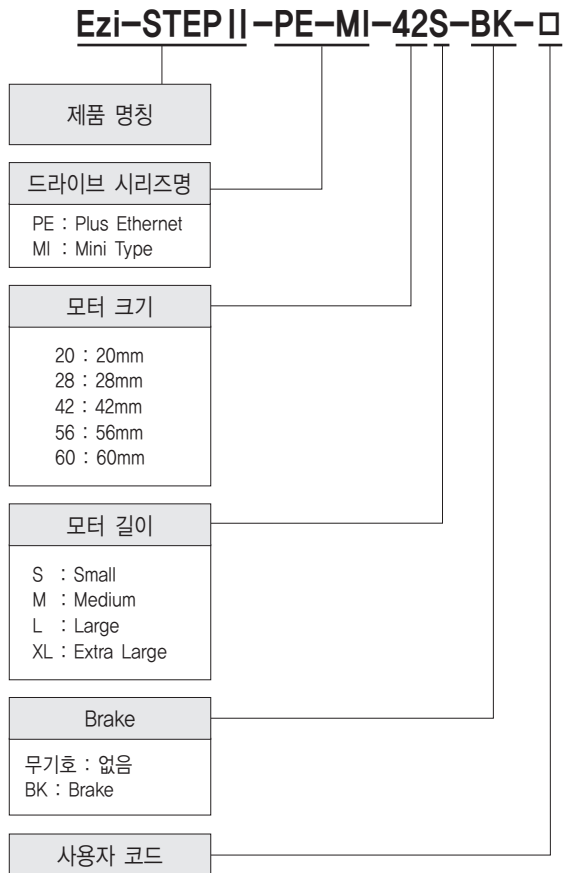 Ezi-STEP II-PE-MI-42S-BK-□
제품 명칭
드라이브 시리즈명
PE : Plus Ethernet
MI : Mini Type
모터 크기
20 : 20mm
28 : 28mm
42 : 42mm
56 : 56mm
60 : 60mm
모터 길이
S : Small
M : Medium
L : Large
XL : Extra Large
Brake
무기호 : 없음
BK : Brake
사용자 코드